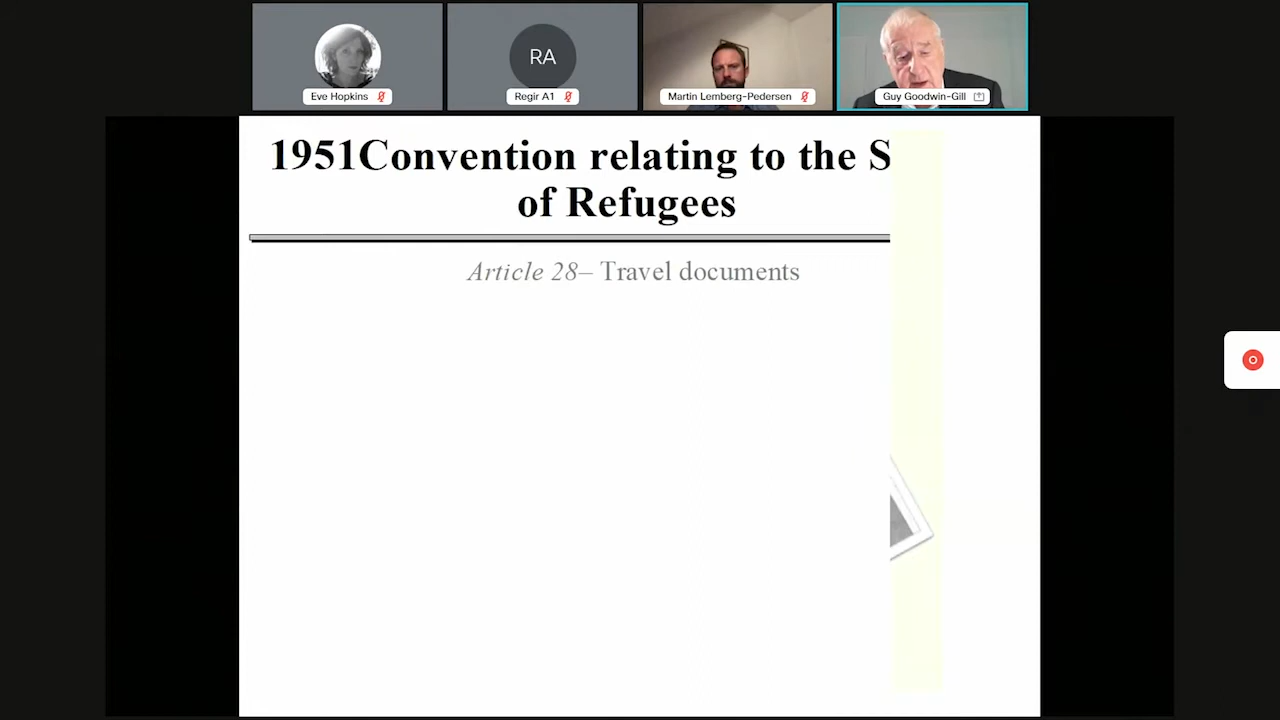 Eve Hopkins
RA
Regir A1
Martin Lemberg-Pedersen
Guy Goodwin-Gill
1951Convention relating to the S
of Refugees
Article 28– Travel documents